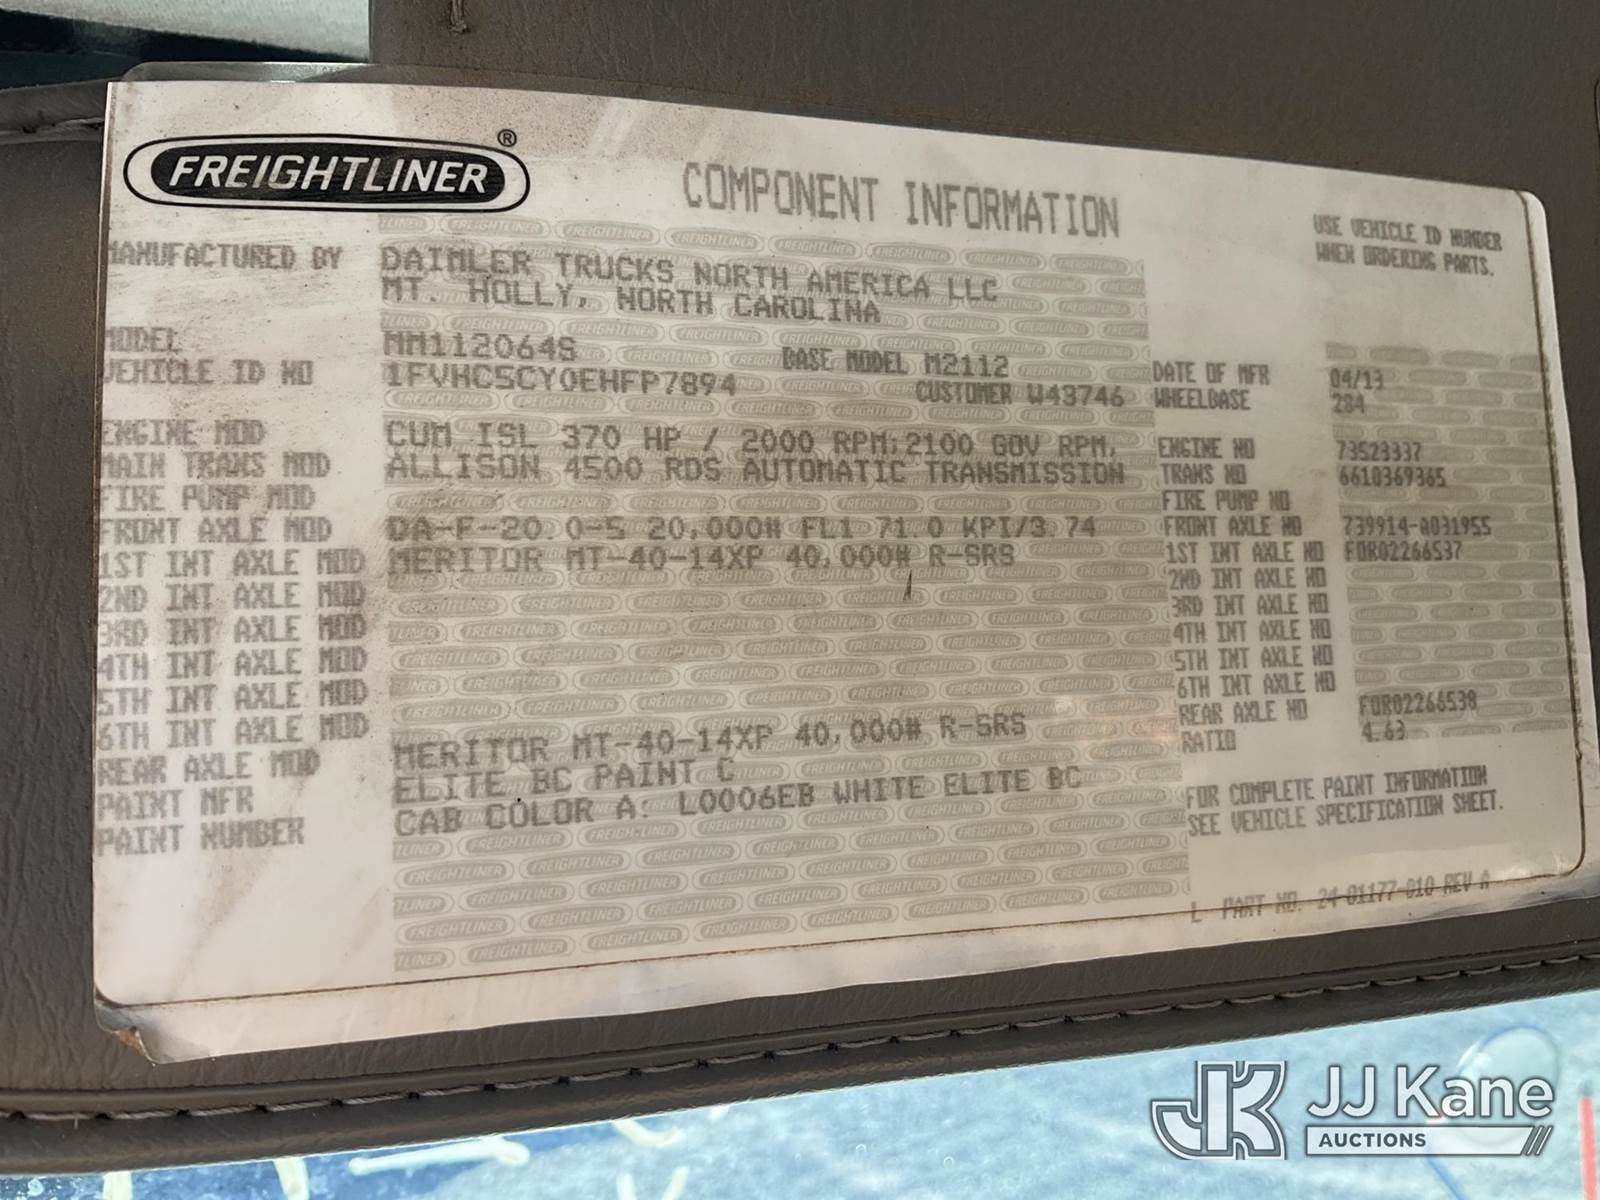 FREIGHTLINER ®
COMPONENT INFORMATION
USE VEHICLE ID NUMBER
WHEN ORDERING PARTS.
MANUFACTURED BY DAIMLER TRUCKS NORTH AMERICA LLC
MT. HOLLY, NORTH CAROLINA
MODEL MM112064S BASE MODEL M2112 DATE OF MFR 04/13
VEHICLE ID NO 1FVHC5CY0EHFP7894 CUSTOMER W43746 WHEELBASE 284
ENGINE MOD CUM ISL 370 HP / 2000 RPM;2100 GOV RPM, ENGINE NO 73523337
MAIN TRANS MOD ALLISON 4500 RDS AUTOMATIC TRANSMISSION TRANS NO 6610369365
FIRE PUMP MOD FIRE PUMP NO
FRONT AXLE MOD DA-F-20.0-5 20,000# FL1 71.0 KPI/3.74 FRONT AXLE NO 739914-A031955
1ST INT AXLE MOD MERITOR MT-40-14XP 40,000# R-SRS 1ST INT AXLE NO FOR02266537
2ND INT AXLE MOD 2ND INT AXLE NO
3RD INT AXLE MOD 3RD INT AXLE NO
4TH INT AXLE MOD 4TH INT AXLE NO
5TH INT AXLE MOD 5TH INT AXLE NO
6TH INT AXLE MOD 6TH INT AXLE NO
REAR AXLE MOD MERITOR MT-40-14XP 40,000# R-SRS REAR AXLE NO FOR02266538
RATIO 4.63
PAINT MFR ELITE BC PAINT C
PAINT NUMBER CAB COLOR A: L0006EB WHITE ELITE BC
FOR COMPLETE PAINT INFORMATION
SEE VEHICLE SPECIFICATION SHEET.
L PART NO. 24-01177-010 REV A
JK JJ Kane
AUCTIONS